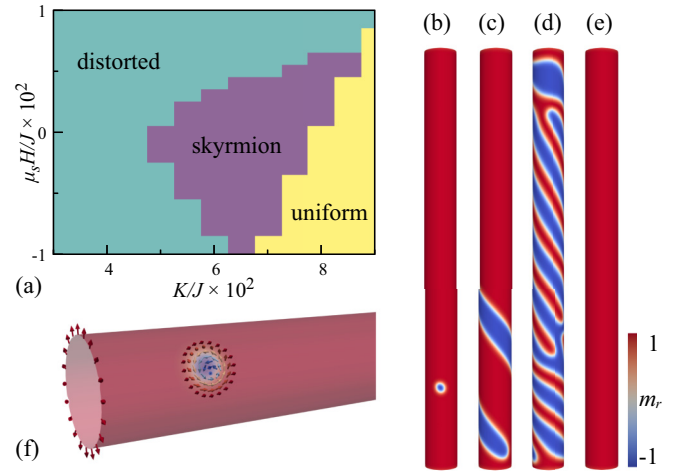 (b) (c) (d) (e)
1
distorted
skyrmion
0
uniform
-1
4 6 8
(a)
K/J × 10²
μₛH/J × 10²
1
mᵣ
-1
(f)